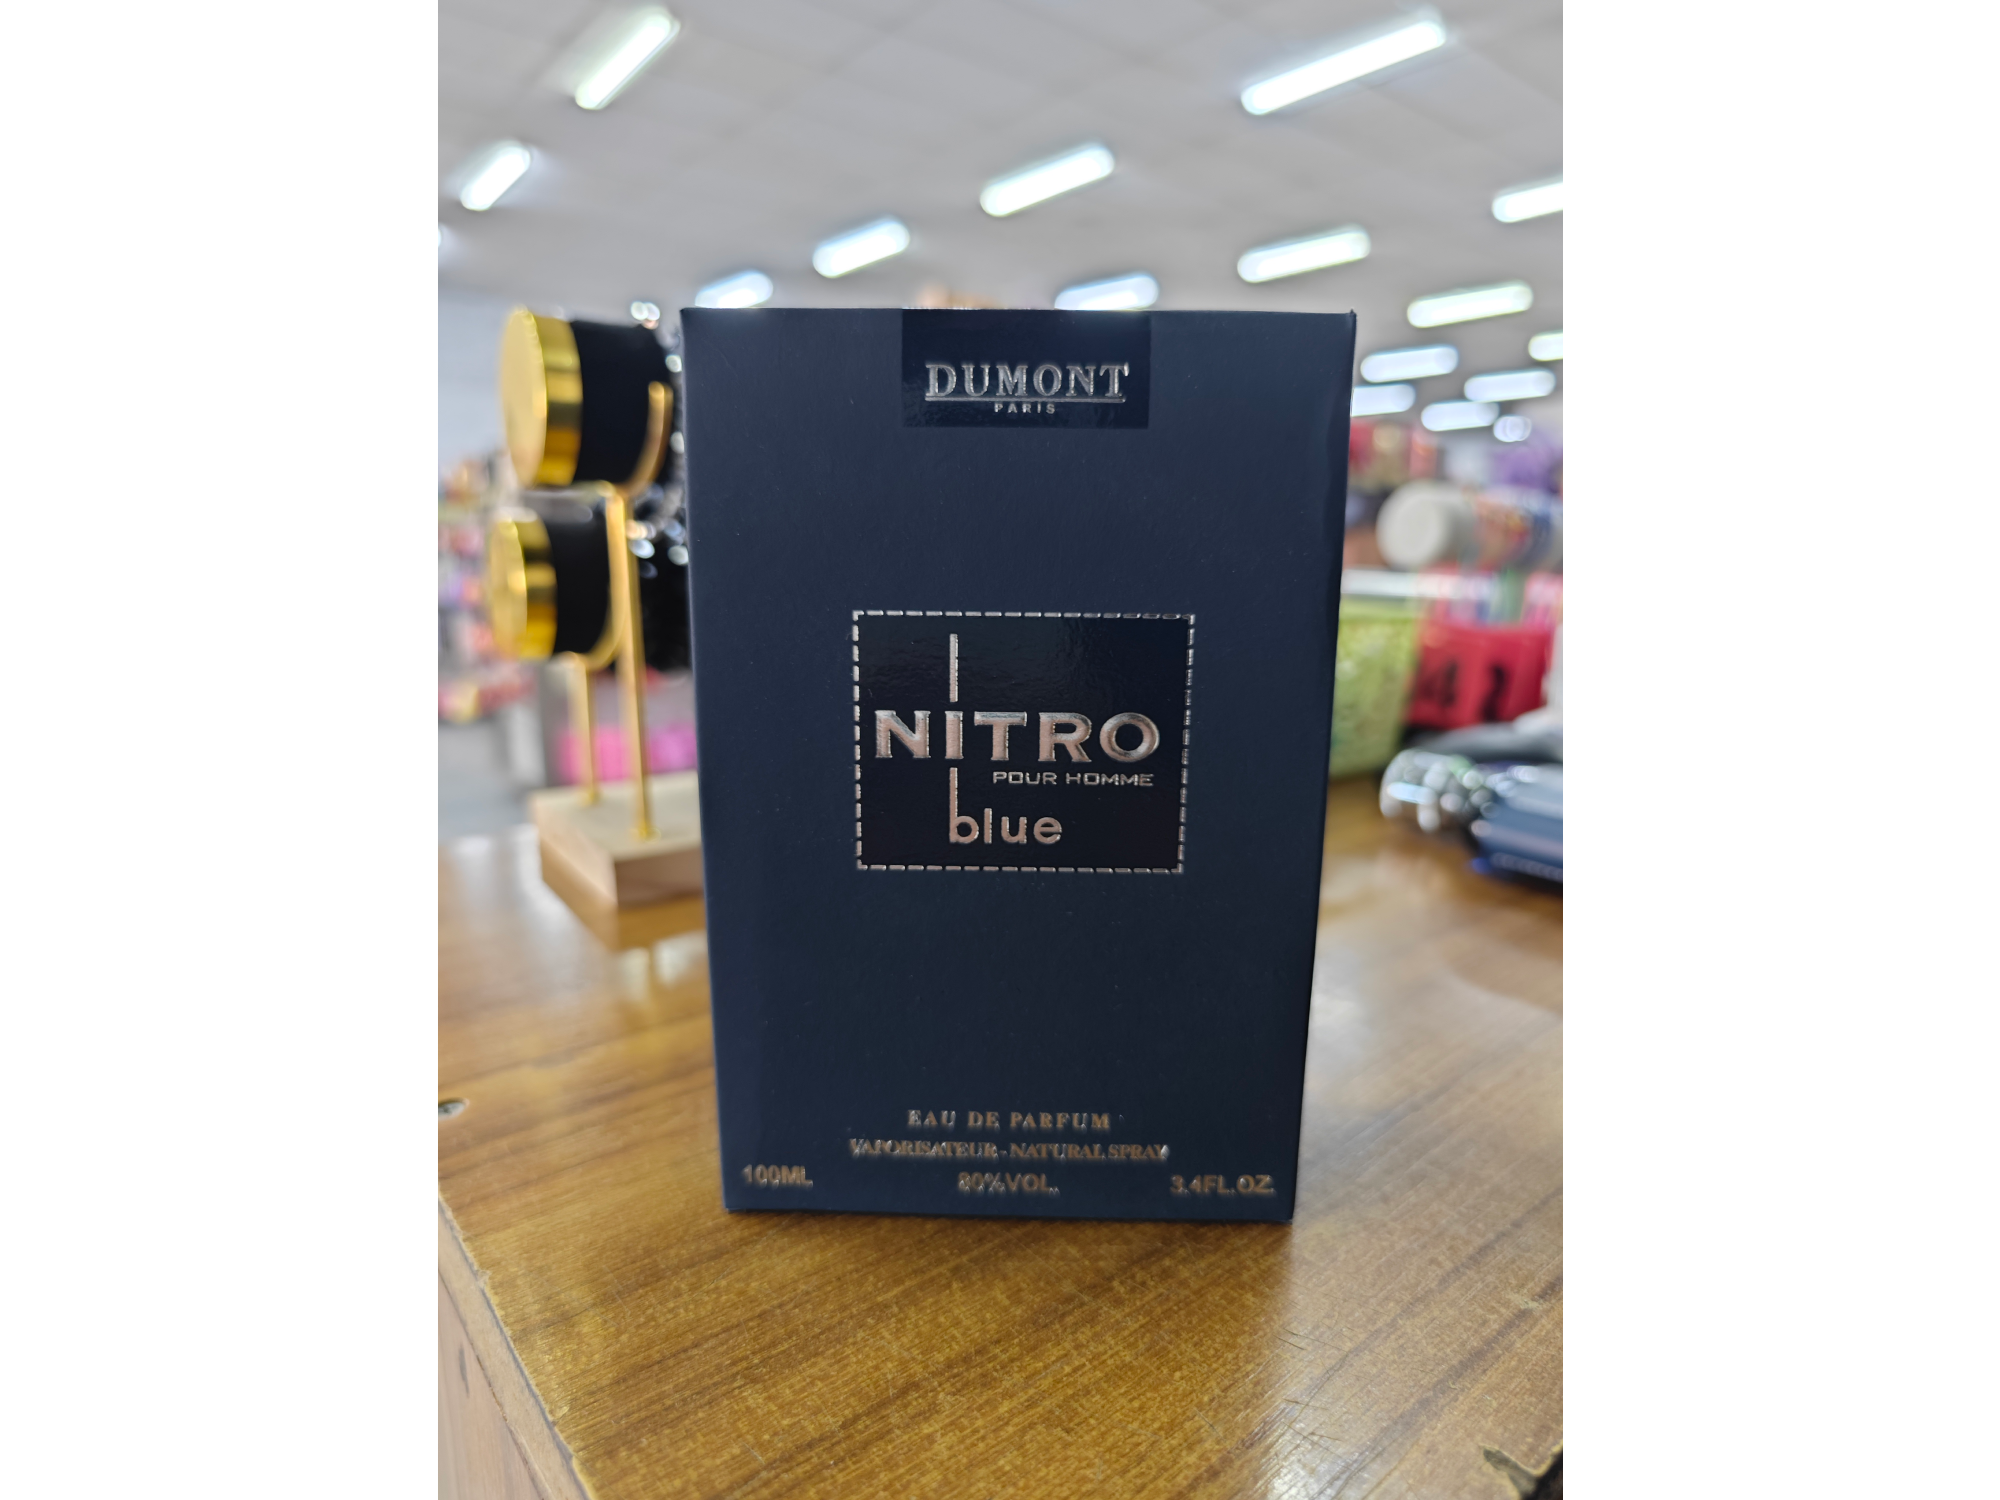 DUMONT
PARIS
NITRO
POUR HOMME
blue
EAU DE PARFUM
VAPORISATEUR - NATURAL SPRAY
100ML 80%VOL. 3.4FL.OZ.